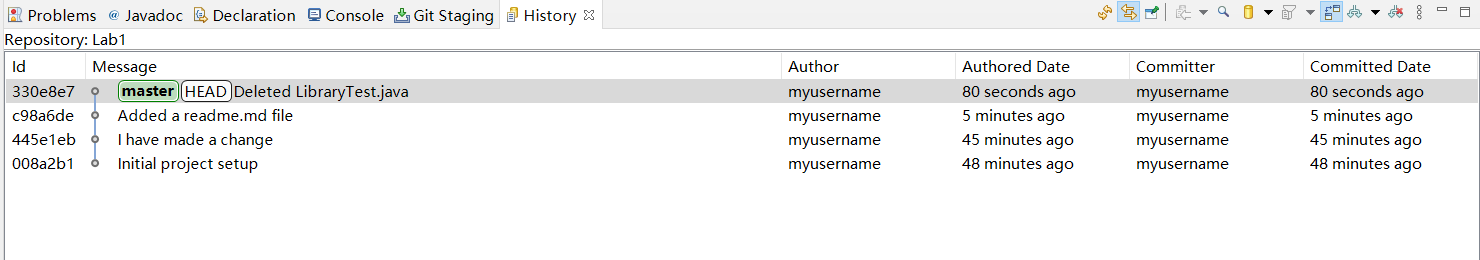 Problems @ Javadoc Declaration Console Git Staging History
Repository: Lab1
Id Message Author Authored Date Committer Committed Date
330e8e7 master HEAD Deleted LibraryTest.java myusername 80 seconds ago myusername 80 seconds ago
c98a6de Added a readme.md file myusername 5 minutes ago myusername 5 minutes ago
445e1eb I have made a change myusername 45 minutes ago myusername 45 minutes ago
008a2b1 Initial project setup myusername 48 minutes ago myusername 48 minutes ago